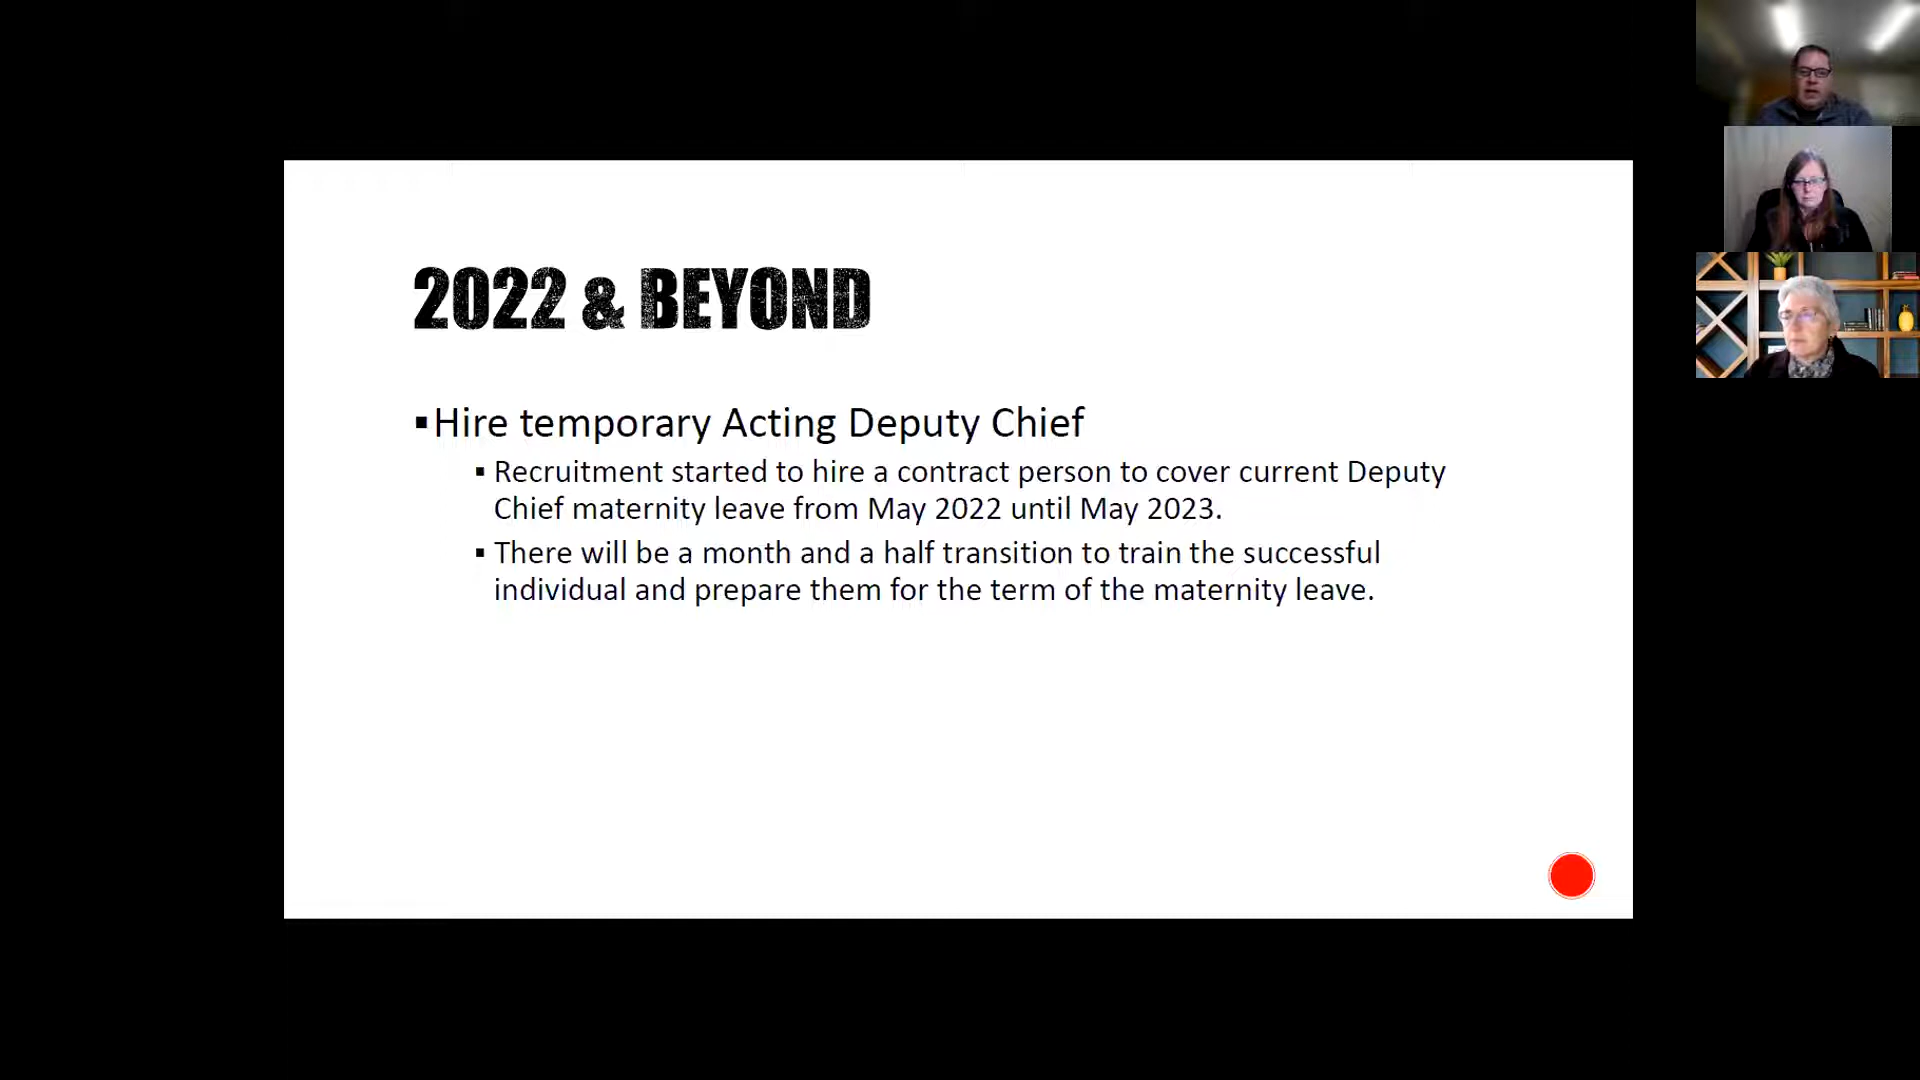 2022 & BEYOND
▪Hire temporary Acting Deputy Chief
▪ Recruitment started to hire a contract person to cover current Deputy
Chief maternity leave from May 2022 until May 2023.
▪ There will be a month and a half transition to train the successful
individual and prepare them for the term of the maternity leave.